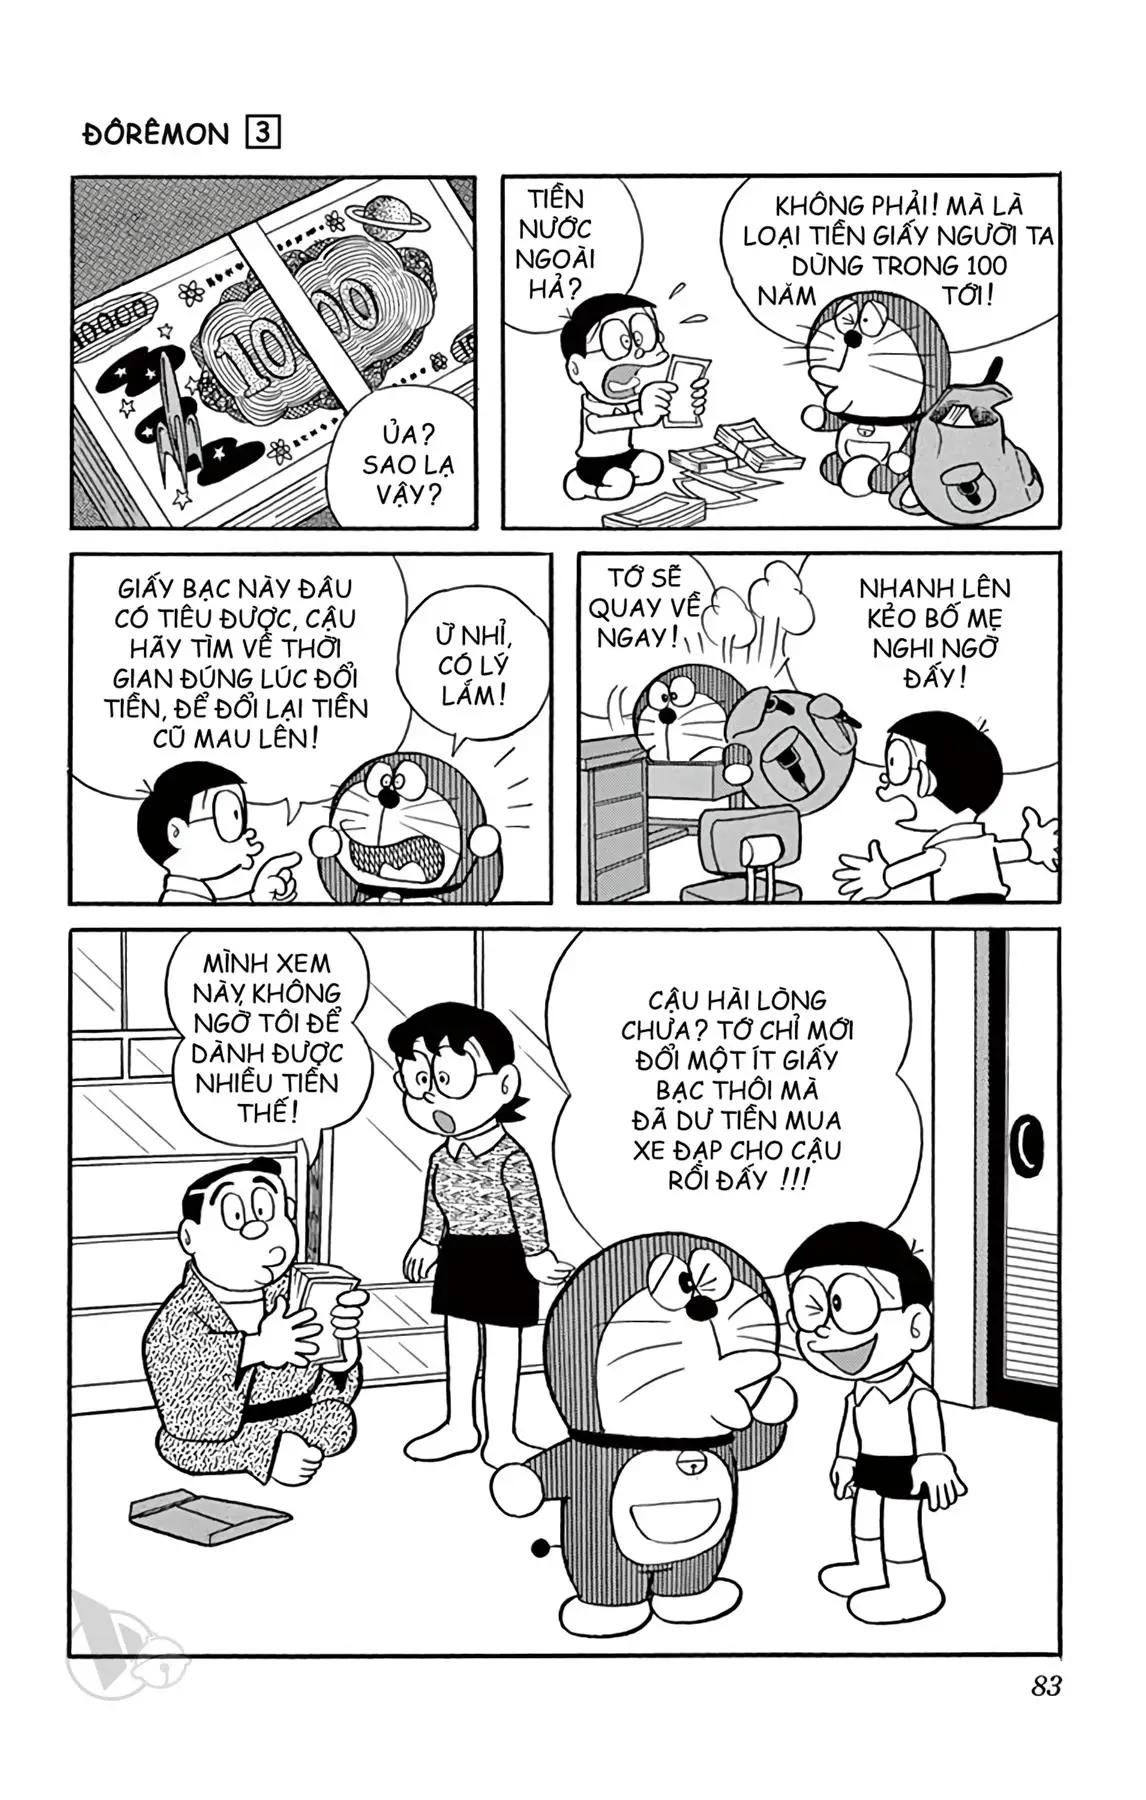 ĐÔRÊMON 3
10000
10 00
ỦA?
SAO LẠ
VẬY?
TIỀN
NƯỚC
NGOÀI
HẢ?
KHÔNG PHẢI! MÀ LÀ
LOẠI TIỀN GIẤY NGƯỜI TA
DÙNG TRONG 100
NĂM TỚI!
GIẤY BẠC NÀY ĐÂU
CÓ TIÊU ĐƯỢC, CẬU
HÃY TÌM VỀ THỜI
GIAN ĐÚNG LÚC ĐỔI
TIỀN, ĐỂ ĐỔI LẠI TIỀN
CŨ MAU LÊN!
Ừ NHỈ,
CÓ LÝ
LẮM!
TỚ SẼ
QUAY VỀ
NGAY!
NHANH LÊN
KẺO BỐ MẸ
NGHI NGỜ
ĐẤY!
MÌNH XEM
NÀY, KHÔNG
NGỜ TÔI ĐỂ
DÀNH ĐƯỢC
NHIỀU TIỀN
THẾ!
CẬU HÀI LÒNG
CHƯA? TỚ CHỈ MỚI
ĐỔI MỘT ÍT GIẤY
BẠC THÔI MÀ
ĐÃ DƯ TIỀN MUA
XE ĐẠP CHO CẬU
RỒI ĐẤY !!!
83